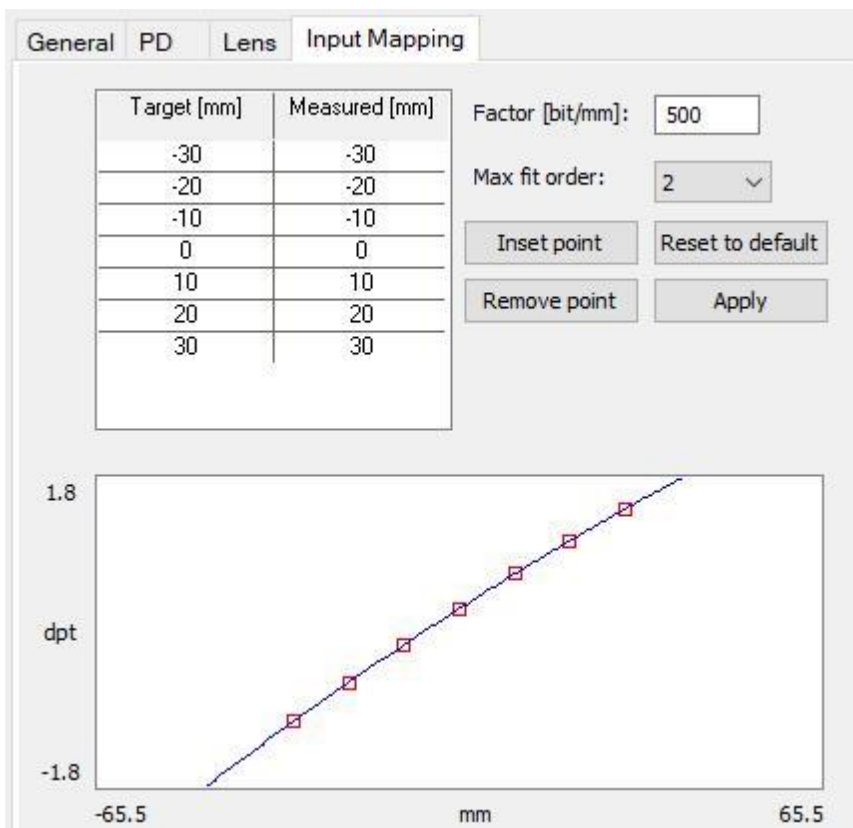 General PD Lens Input Mapping
Target [mm] Measured [mm] Factor [bit/mm]: 500
-30 -30
-20 -20 Max fit order: 2
-10 -10
0 0 Inset point Reset to default
10 10
20 20 Remove point Apply
30 30
1.8
dpt
-1.8
-65.5 mm 65.5